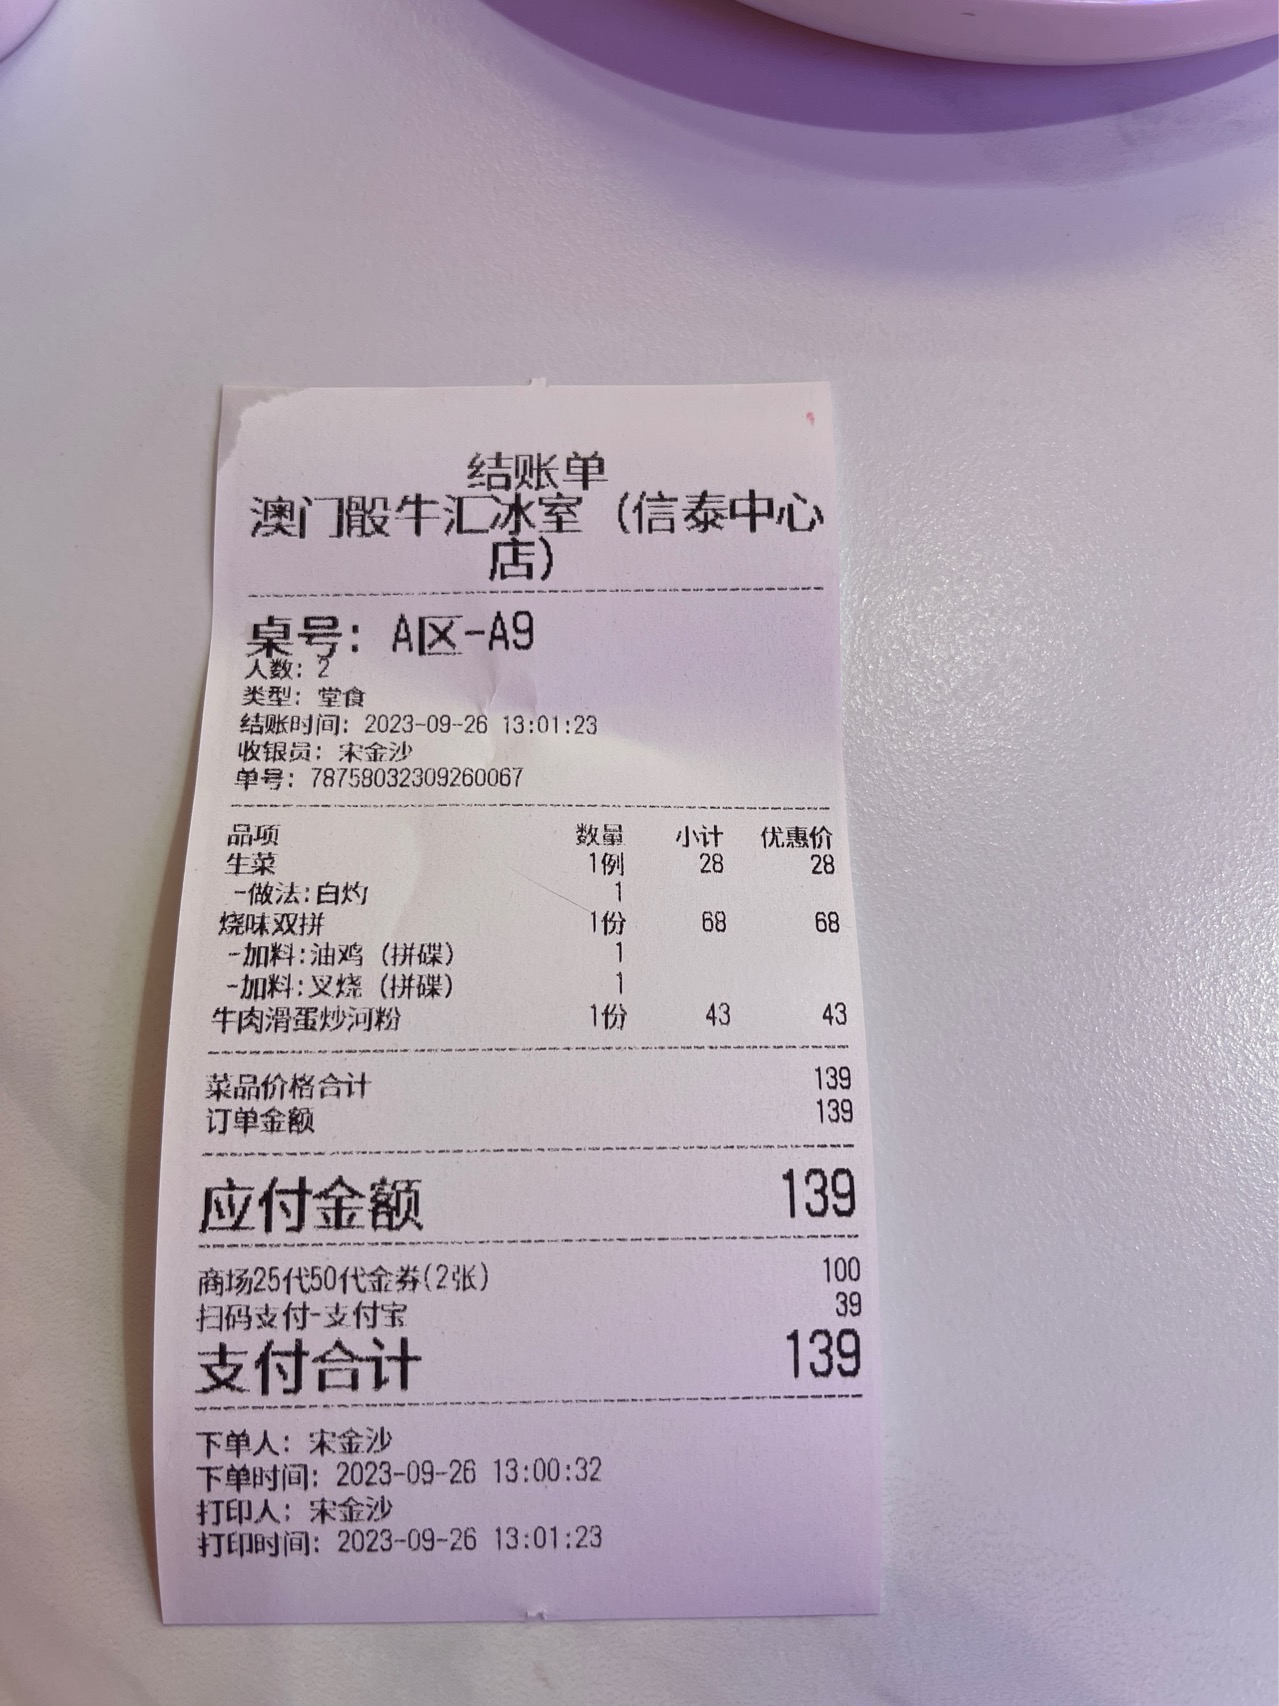 结账单
澳门骰牛汇冰室（信泰中心
店）
桌号：A区-A9
人数：2
类型：堂食
结账时间：2023-09-26 13:01:23
收银员：宋金沙
单号：78758032309260067
品项 数量 小计 优惠价
生菜 1例 28 28
-做法:白灼 1
烧味双拼 1份 68 68
-加料:油鸡（拼碟） 1
-加料:叉烧（拼碟） 1
牛肉滑蛋炒河粉 1份 43 43
菜品价格合计 139
订单金额 139
应付金额 139
商场25代50代金券(2张) 100
扫码支付-支付宝 39
支付合计 139
下单人：宋金沙
下单时间：2023-09-26 13:00:32
打印人：宋金沙
打印时间：2023-09-26 13:01:23